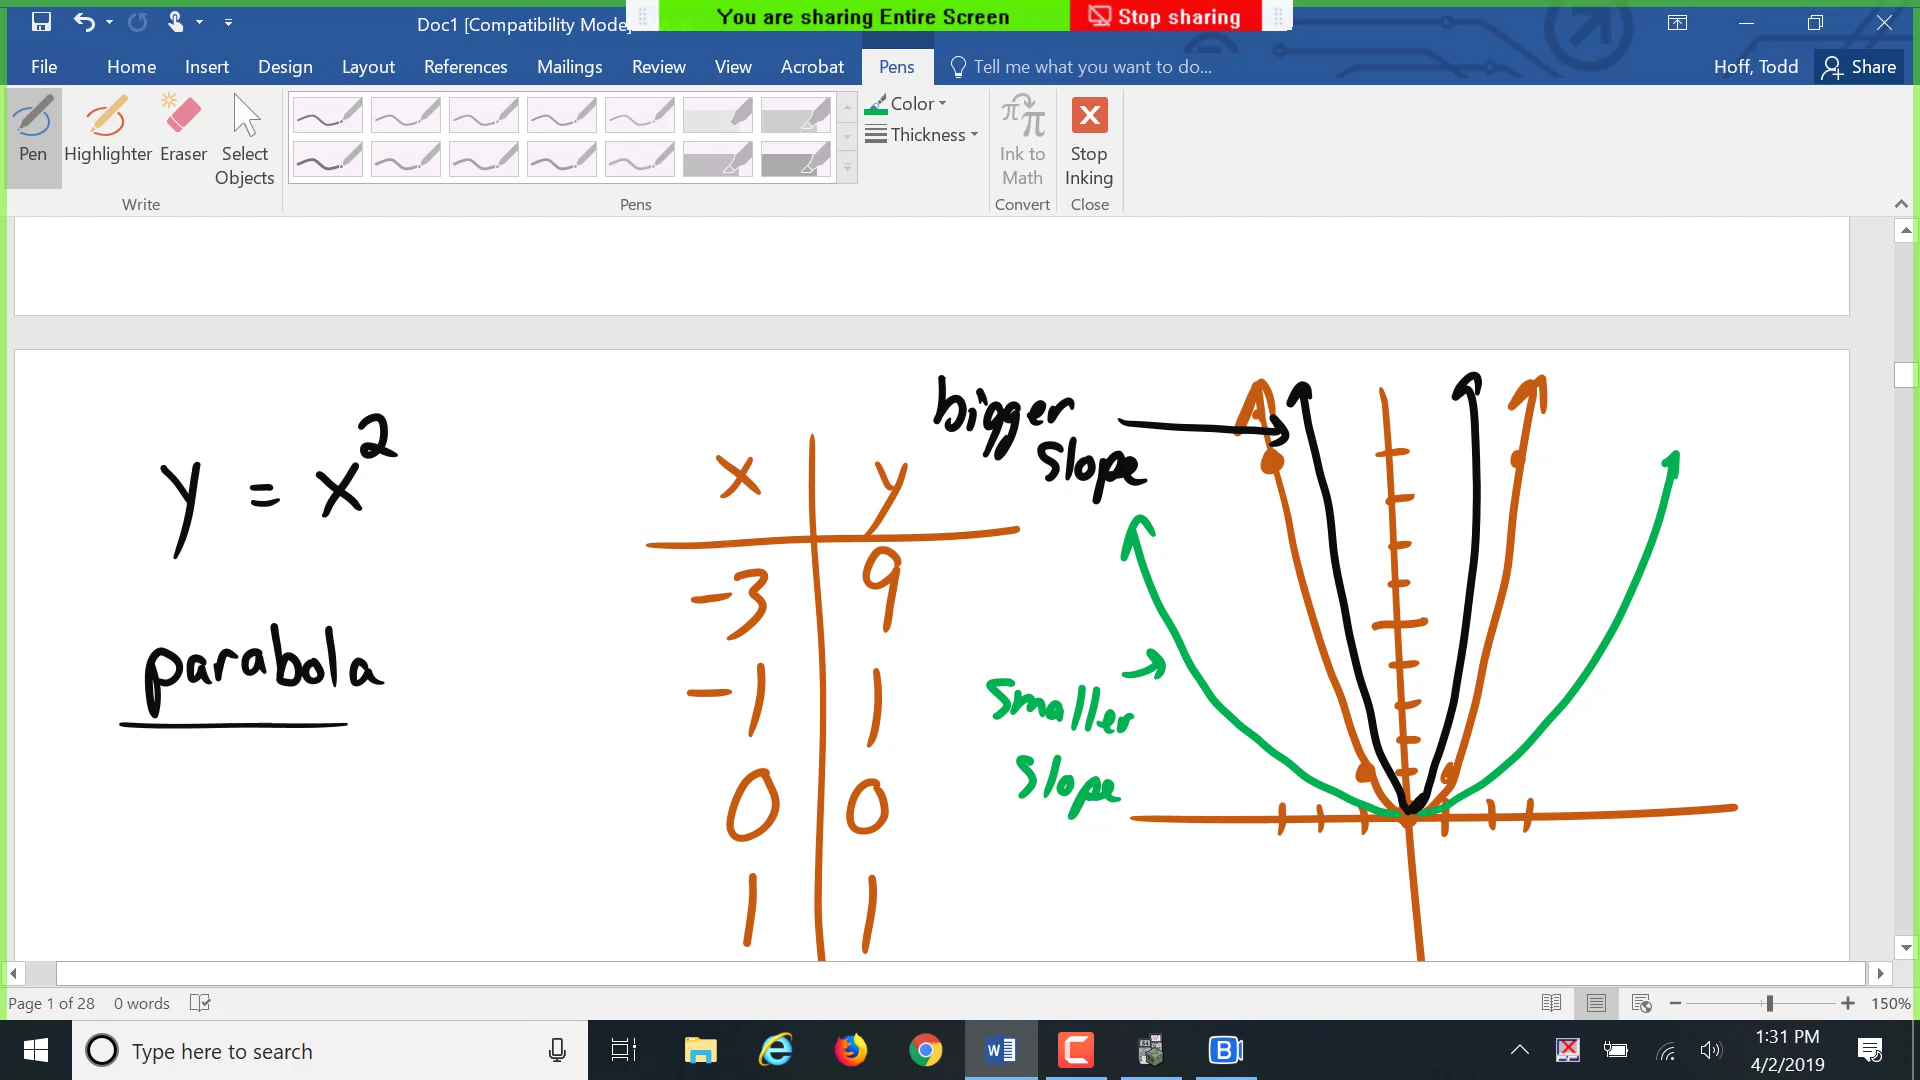 You are sharing Entire Screen
Stop sharing
Doc1 [Compatibility Mode]
File Home Insert Design Layout References Mailings Review View Acrobat Pens Tell me what you want to do... Hoff, Todd Share
Pen Highlighter Eraser Select Objects
Color
Thickness
Ink to Math
Stop Inking
Write Pens Convert Close
y = x²
parabola
x y
-3 9
-1 1
0 0
1 1
bigger
slope
smaller
slope
Page 1 of 28 0 words 150%
Type here to search
1:31 PM
4/2/2019